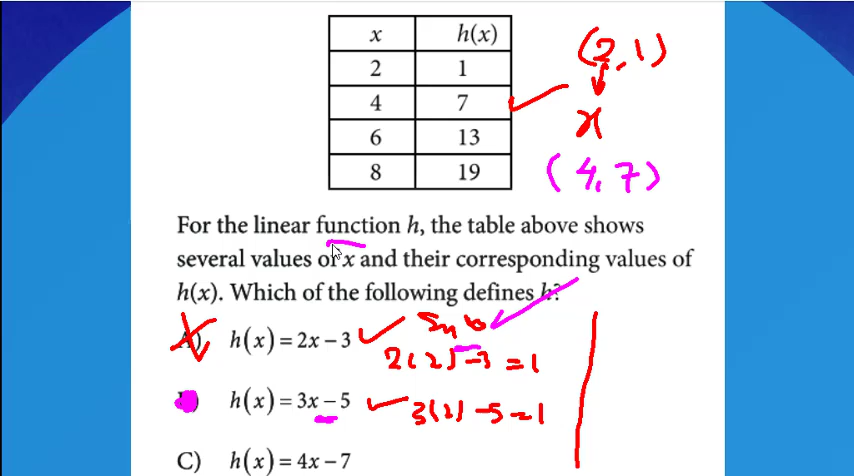 x h(x)
2 1
4 7
6 13
8 19
(2,1)
x
(4,7)
For the linear function h, the table above shows
several values of x and their corresponding values of
h(x). Which of the following defines h?
A) h(x) = 2x − 3
Sub
2(2) −3 = 1
h(x) = 3x − 5
3(2) −5 = 1
C) h(x) = 4x − 7